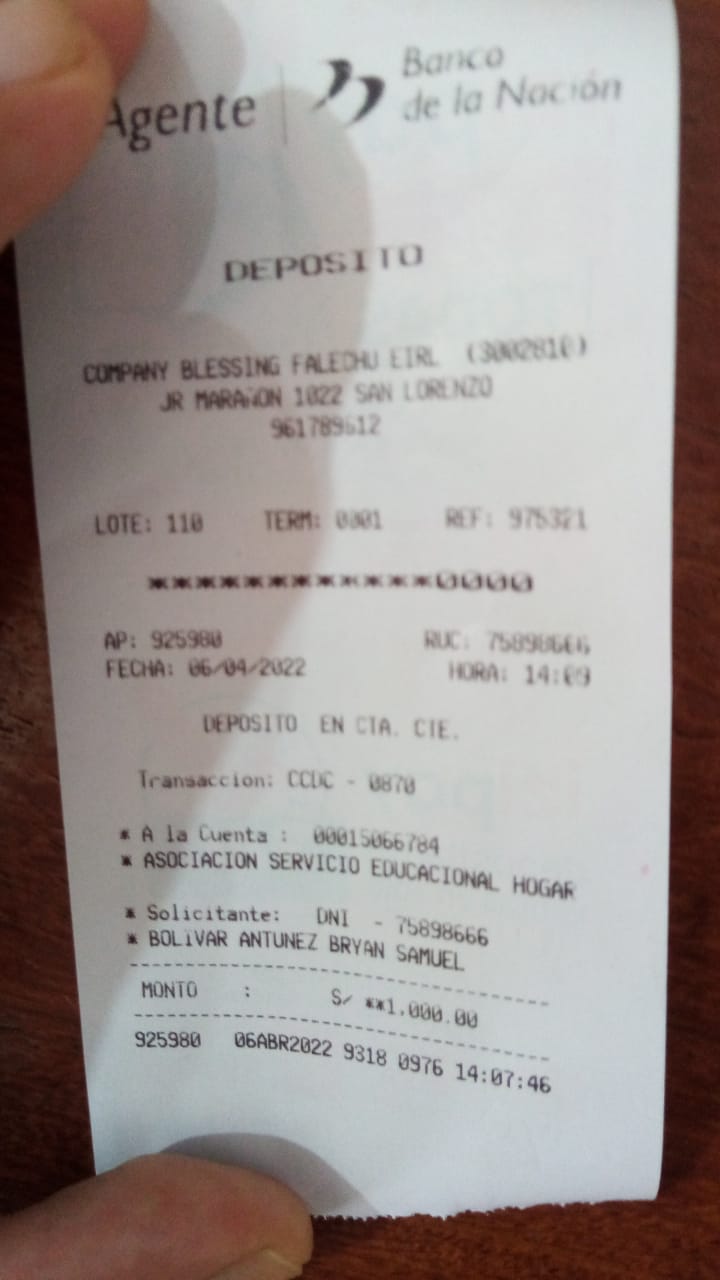 Agente | Banco
de la Nación
DEPOSITO
COMPANY BLESSING FALECHU EIRL (3002810)
JR MARAÑON 1022 SAN LORENZO
961789612
LOTE: 110 TERM: 0001 REF: 975321
************0000
AP: 925980 RUC: 75898666
FECHA: 06/04/2022 HORA: 14:09
DEPOSITO EN CTA. CTE.
Transaccion: CCDC - 0870
* A la Cuenta : 00015066784
* ASOCIACION SERVICIO EDUCACIONAL HOGAR
* Solicitante: DNI - 75898666
* BOLIVAR ANTUNEZ BRYAN SAMUEL
MONTO : S/ **1,000.00
925980 06ABR2022 9318 0976 14:07:46